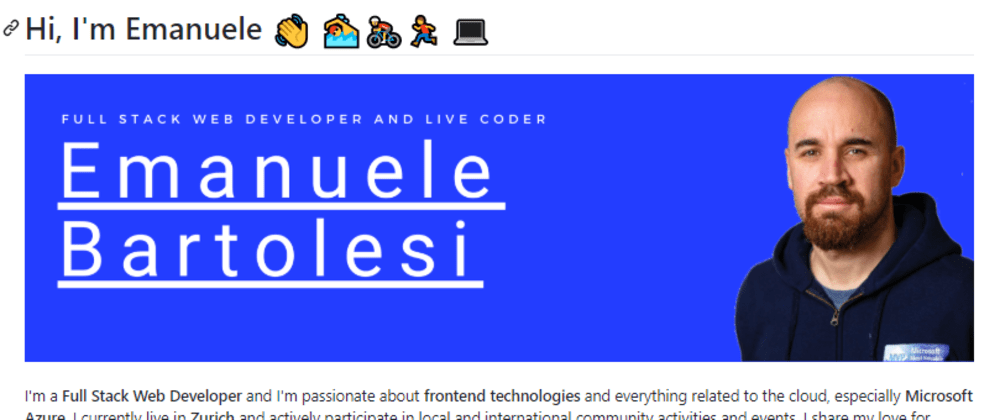 Hi, I'm Emanuele 👋 🏊 🚴 🏃 💻
FULL STACK WEB DEVELOPER AND LIVE CODER
Emanuele
Bartolesi
Microsoft
I'm a Full Stack Web Developer and I'm passionate about frontend technologies and everything related to the cloud, especially Microsoft
Azure. I currently live in Zurich and actively participate in local and international community activities and events. I share my love for